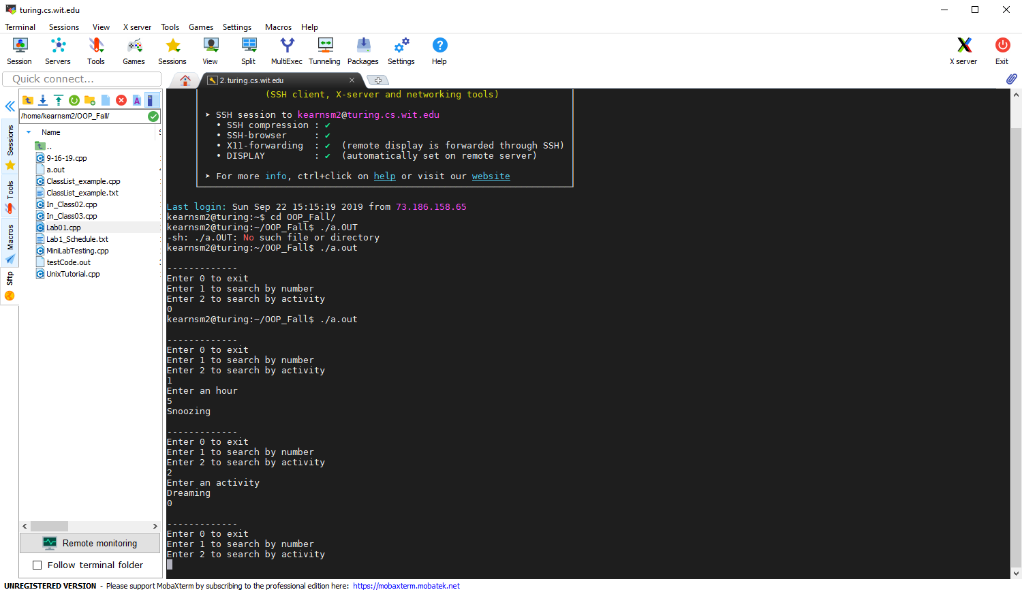 turing.cs.wit.edu
Terminal Sessions View X server Tools Games Settings Macros Help
Session Servers Tools Games Sessions View Split MultiExec Tunneling Packages Settings Help X server Exit
Quick connect...
2. turing.cs.wit.edu
/home/kearnsm2/OOP_Fall/
Name
..
9-16-19.cpp
a.out
ClassList_example.cpp
ClassList_example.txt
In_Class02.cpp
In_Class03.cpp
Lab01.cpp
Lab1_Schedule.txt
MiniLabTesting.cpp
testCode.out
UnixTutorial.cpp
Sessions
Tools
Macros
Sftp
Remote monitoring
Follow terminal folder
(SSH client, X-server and networking tools)
➤ SSH session to kearnsm2@turing.cs.wit.edu
• SSH compression : ✔
• SSH-browser : ✔
• X11-forwarding : ✔ (remote display is forwarded through SSH)
• DISPLAY : ✔ (automatically set on remote server)
➤ For more info, ctrl+click on help or visit our website
Last login: Sun Sep 22 15:15:19 2019 from 73.186.158.65
kearnsm2@turing:~$ cd OOP_Fall/
kearnsm2@turing:~/OOP_Fall$ ./a.OUT
-sh: ./a.OUT: No such file or directory
kearnsm2@turing:~/OOP_Fall$ ./a.out
-------------
Enter 0 to exit
Enter 1 to search by number
Enter 2 to search by activity
0
kearnsm2@turing:~/OOP_Fall$ ./a.out
-------------
Enter 0 to exit
Enter 1 to search by number
Enter 2 to search by activity
1
Enter an hour
5
Snoozing
-------------
Enter 0 to exit
Enter 1 to search by number
Enter 2 to search by activity
2
Enter an activity
Dreaming
0
-------------
Enter 0 to exit
Enter 1 to search by number
Enter 2 to search by activity
UNREGISTERED VERSION - Please support MobaXterm by subscribing to the professional edition here: https://mobaxterm.mobatek.net